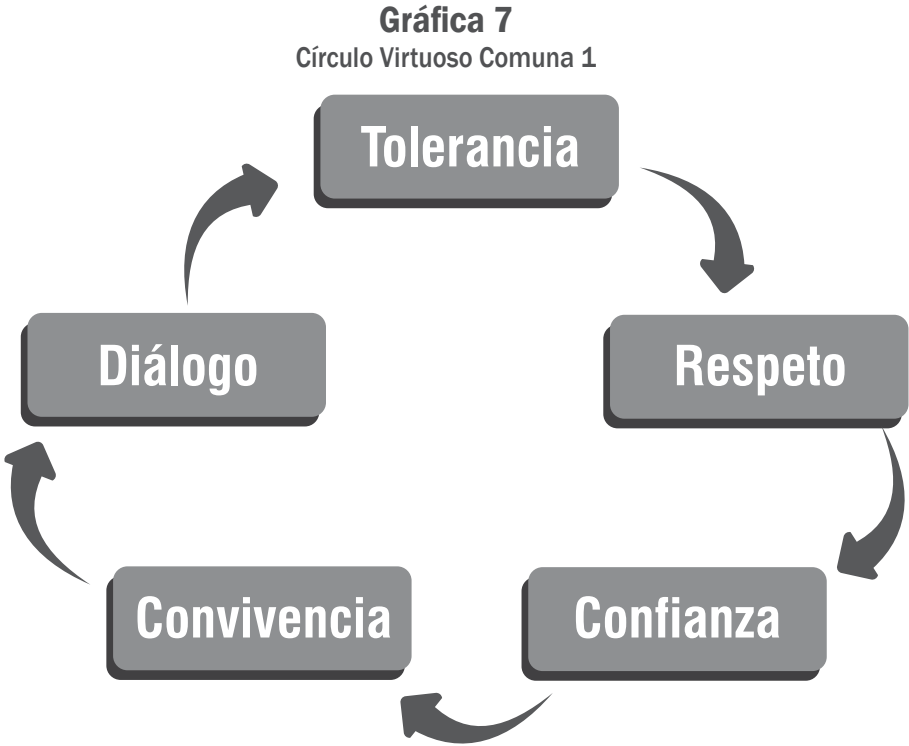 Gráfica 7
Círculo Virtuoso Comuna 1
Tolerancia
Respeto
Confianza
Convivencia
Diálogo